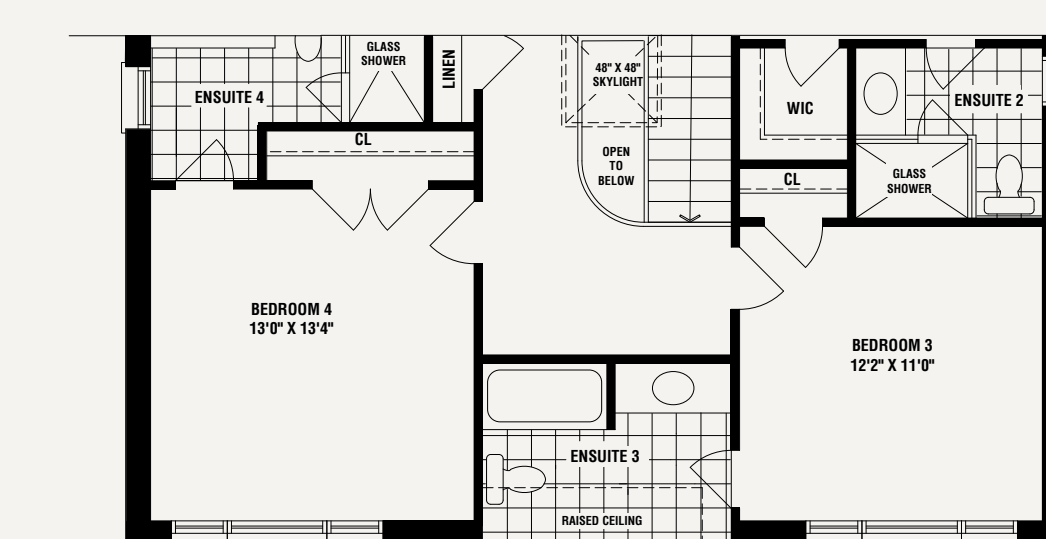 GLASS
SHOWER
ENSUITE 4
LINEN
CL
48" X 48"
SKYLIGHT
OPEN
TO
BELOW
WIC
ENSUITE 2
CL
GLASS
SHOWER
BEDROOM 4
13'0" X 13'4"
BEDROOM 3
12'2" X 11'0"
ENSUITE 3
RAISED CEILING